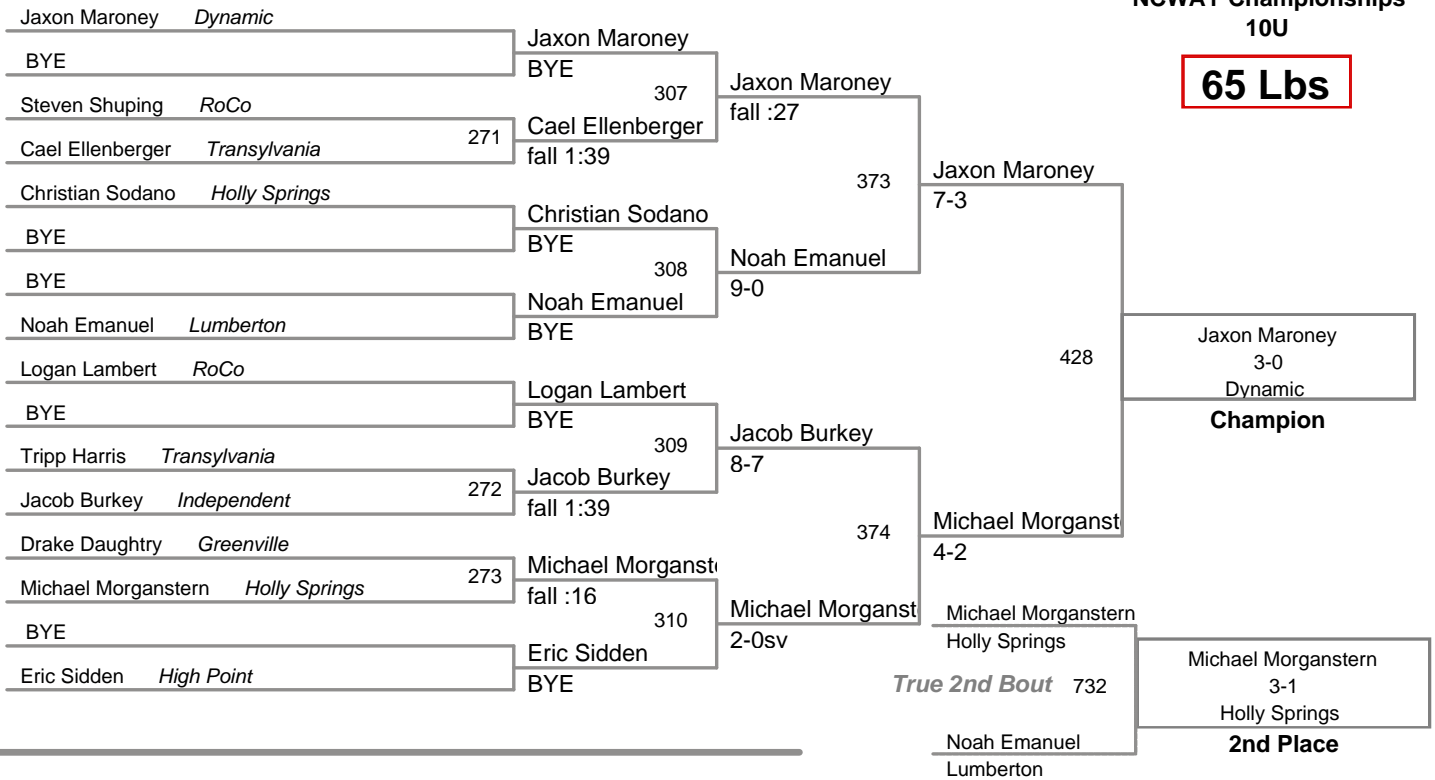 NCWAY Championships
10U
65 Lbs
Jaxon Maroney Dynamic
BYE
Steven Shuping RoCo
Cael Ellenberger Transylvania
Christian Sodano Holly Springs
BYE
BYE
Noah Emanuel Lumberton
Logan Lambert RoCo
BYE
Tripp Harris Transylvania
Jacob Burkey Independent
Drake Daughtry Greenville
Michael Morganstern Holly Springs
BYE
Eric Sidden High Point
271
272
273
Jaxon Maroney
BYE
307
Cael Ellenberger
fall 1:39
Christian Sodano
BYE
308
Noah Emanuel
BYE
Logan Lambert
BYE
309
Jacob Burkey
fall 1:39
Michael Morganst
fall :16
310
Eric Sidden
BYE
Jaxon Maroney
fall :27
373
Noah Emanuel
9-0
Jacob Burkey
8-7
374
Michael Morganst
2-0sv
Jaxon Maroney
7-3
428
Michael Morganst
4-2
Jaxon Maroney
3-0
Dynamic
Champion
Michael Morganstern
Holly Springs
True 2nd Bout 732
Noah Emanuel
Lumberton
Michael Morganstern
3-1
Holly Springs
2nd Place